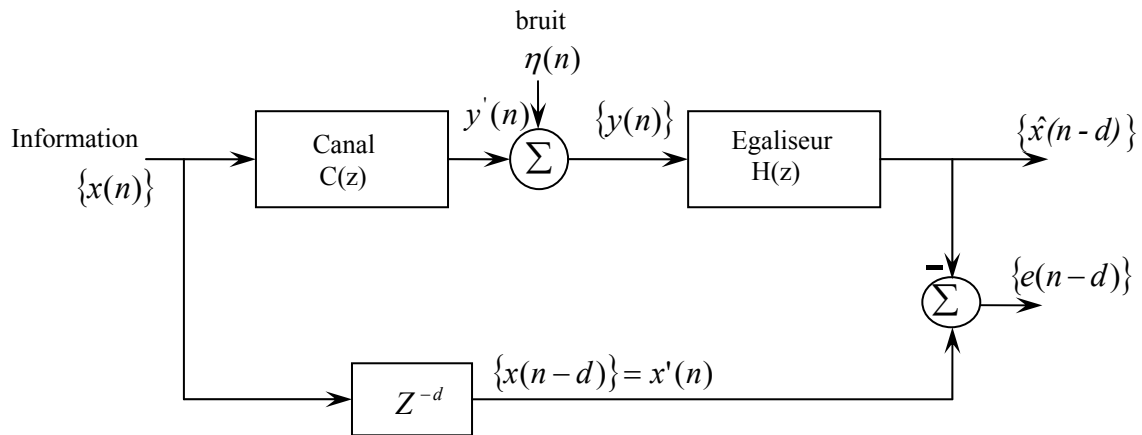 bruit
η(n)
Information
{x(n)}
Canal
C(z)
y'(n)
Σ
{y(n)}
Egaliseur
H(z)
{x̂(n - d)}
−
Σ
{e(n − d)}
Z⁻ᵈ
{x(n − d)} = x'(n)